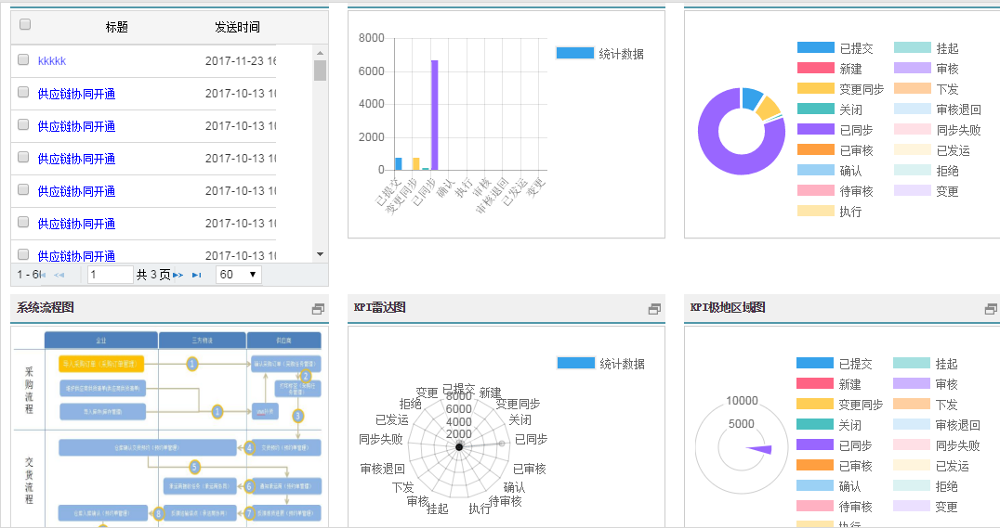 标题 发送时间
kkkkk 2017-11-23 16
供应链协同开通 2017-10-13 10
供应链协同开通 2017-10-13 10
供应链协同开通 2017-10-13 10
供应链协同开通 2017-10-13 10
供应链协同开通 2017-10-13 10
供应链协同开通 2017-10-13 10
1 - 60 1 共 3 页 60
8000
6000
4000
2000
0
统计数据
已提交
变更同步
已同步
确认
执行
审核
审核退回
已发运
变更
已提交 挂起
新建 审核
变更同步 下发
关闭 审核退回
已同步 同步失败
已审核 已发运
确认 拒绝
待审核 变更
执行
系统流程图
企业 三方物流 供应商
采购流程
交货流程
1
2
3
4
5
6
7
8
KPI雷达图
统计数据
8000
6000
4000
2000
已提交
新建
变更同步
关闭
已同步
已审核
确认
待审核
执行
挂起
审核
下发
审核退回
同步失败
已发运
拒绝
变更
KPI极地区域图
10000
5000
已提交 挂起
新建 审核
变更同步 下发
关闭 审核退回
已同步 同步失败
已审核 已发运
确认 拒绝
待审核 变更
执行